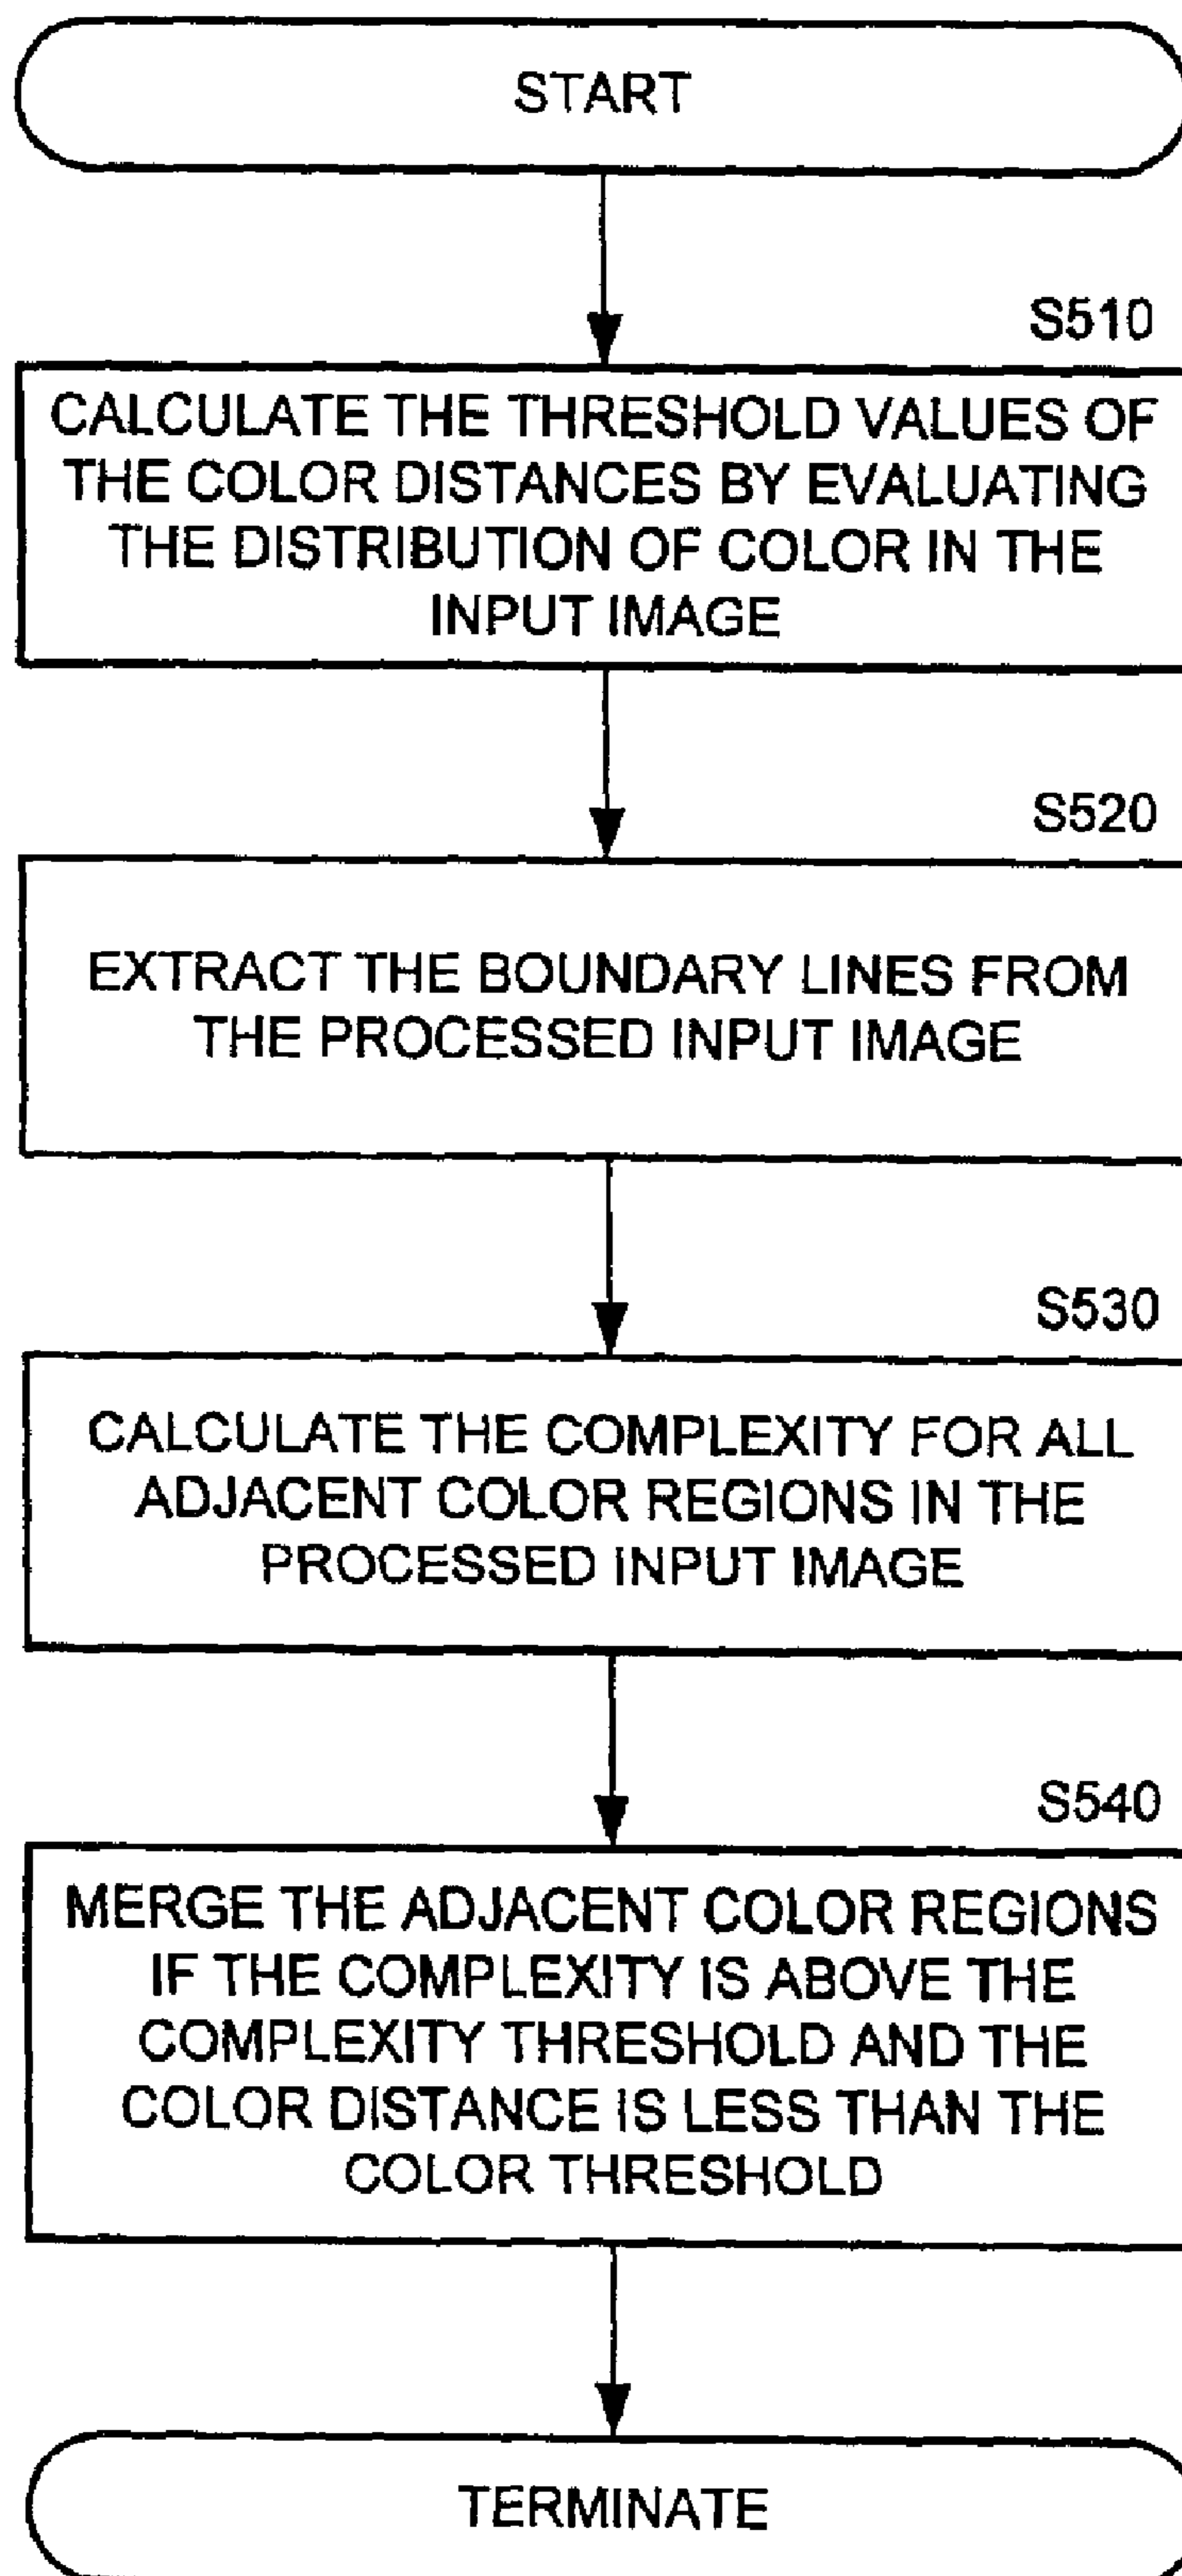 START
S510
CALCULATE THE THRESHOLD VALUES OF
THE COLOR DISTANCES BY EVALUATING
THE DISTRIBUTION OF COLOR IN THE
INPUT IMAGE
S520
EXTRACT THE BOUNDARY LINES FROM
THE PROCESSED INPUT IMAGE
S530
CALCULATE THE COMPLEXITY FOR ALL
ADJACENT COLOR REGIONS IN THE
PROCESSED INPUT IMAGE
S540
MERGE THE ADJACENT COLOR REGIONS
IF THE COMPLEXITY IS ABOVE THE
COMPLEXITY THRESHOLD AND THE
COLOR DISTANCE IS LESS THAN THE
COLOR THRESHOLD
TERMINATE